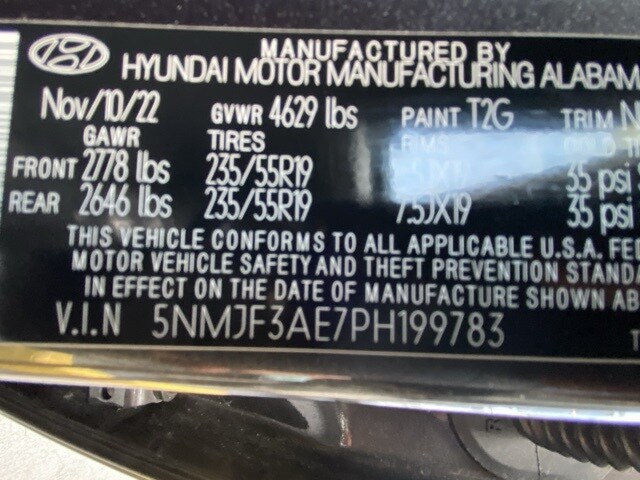 MANUFACTURED BY
HYUNDAI MOTOR MANUFACTURING ALABAM
Nov/10/22 GVWR 4629 lbs PAINT T2G TRIM N
GAWR TIRES RIMS
FRONT 2778 lbs 235/55R19 35 psi
REAR 2646 lbs 235/55R19 7.5JX19 35 psi
THIS VEHICLE CONFORMS TO ALL APPLICABLE U.S.A. FE
MOTOR VEHICLE SAFETY AND THEFT PREVENTION STANDA
IN EFFECT ON THE DATE OF MANUFACTURE SHOWN AB
V.I.N 5NMJF3AE7PH199783 T